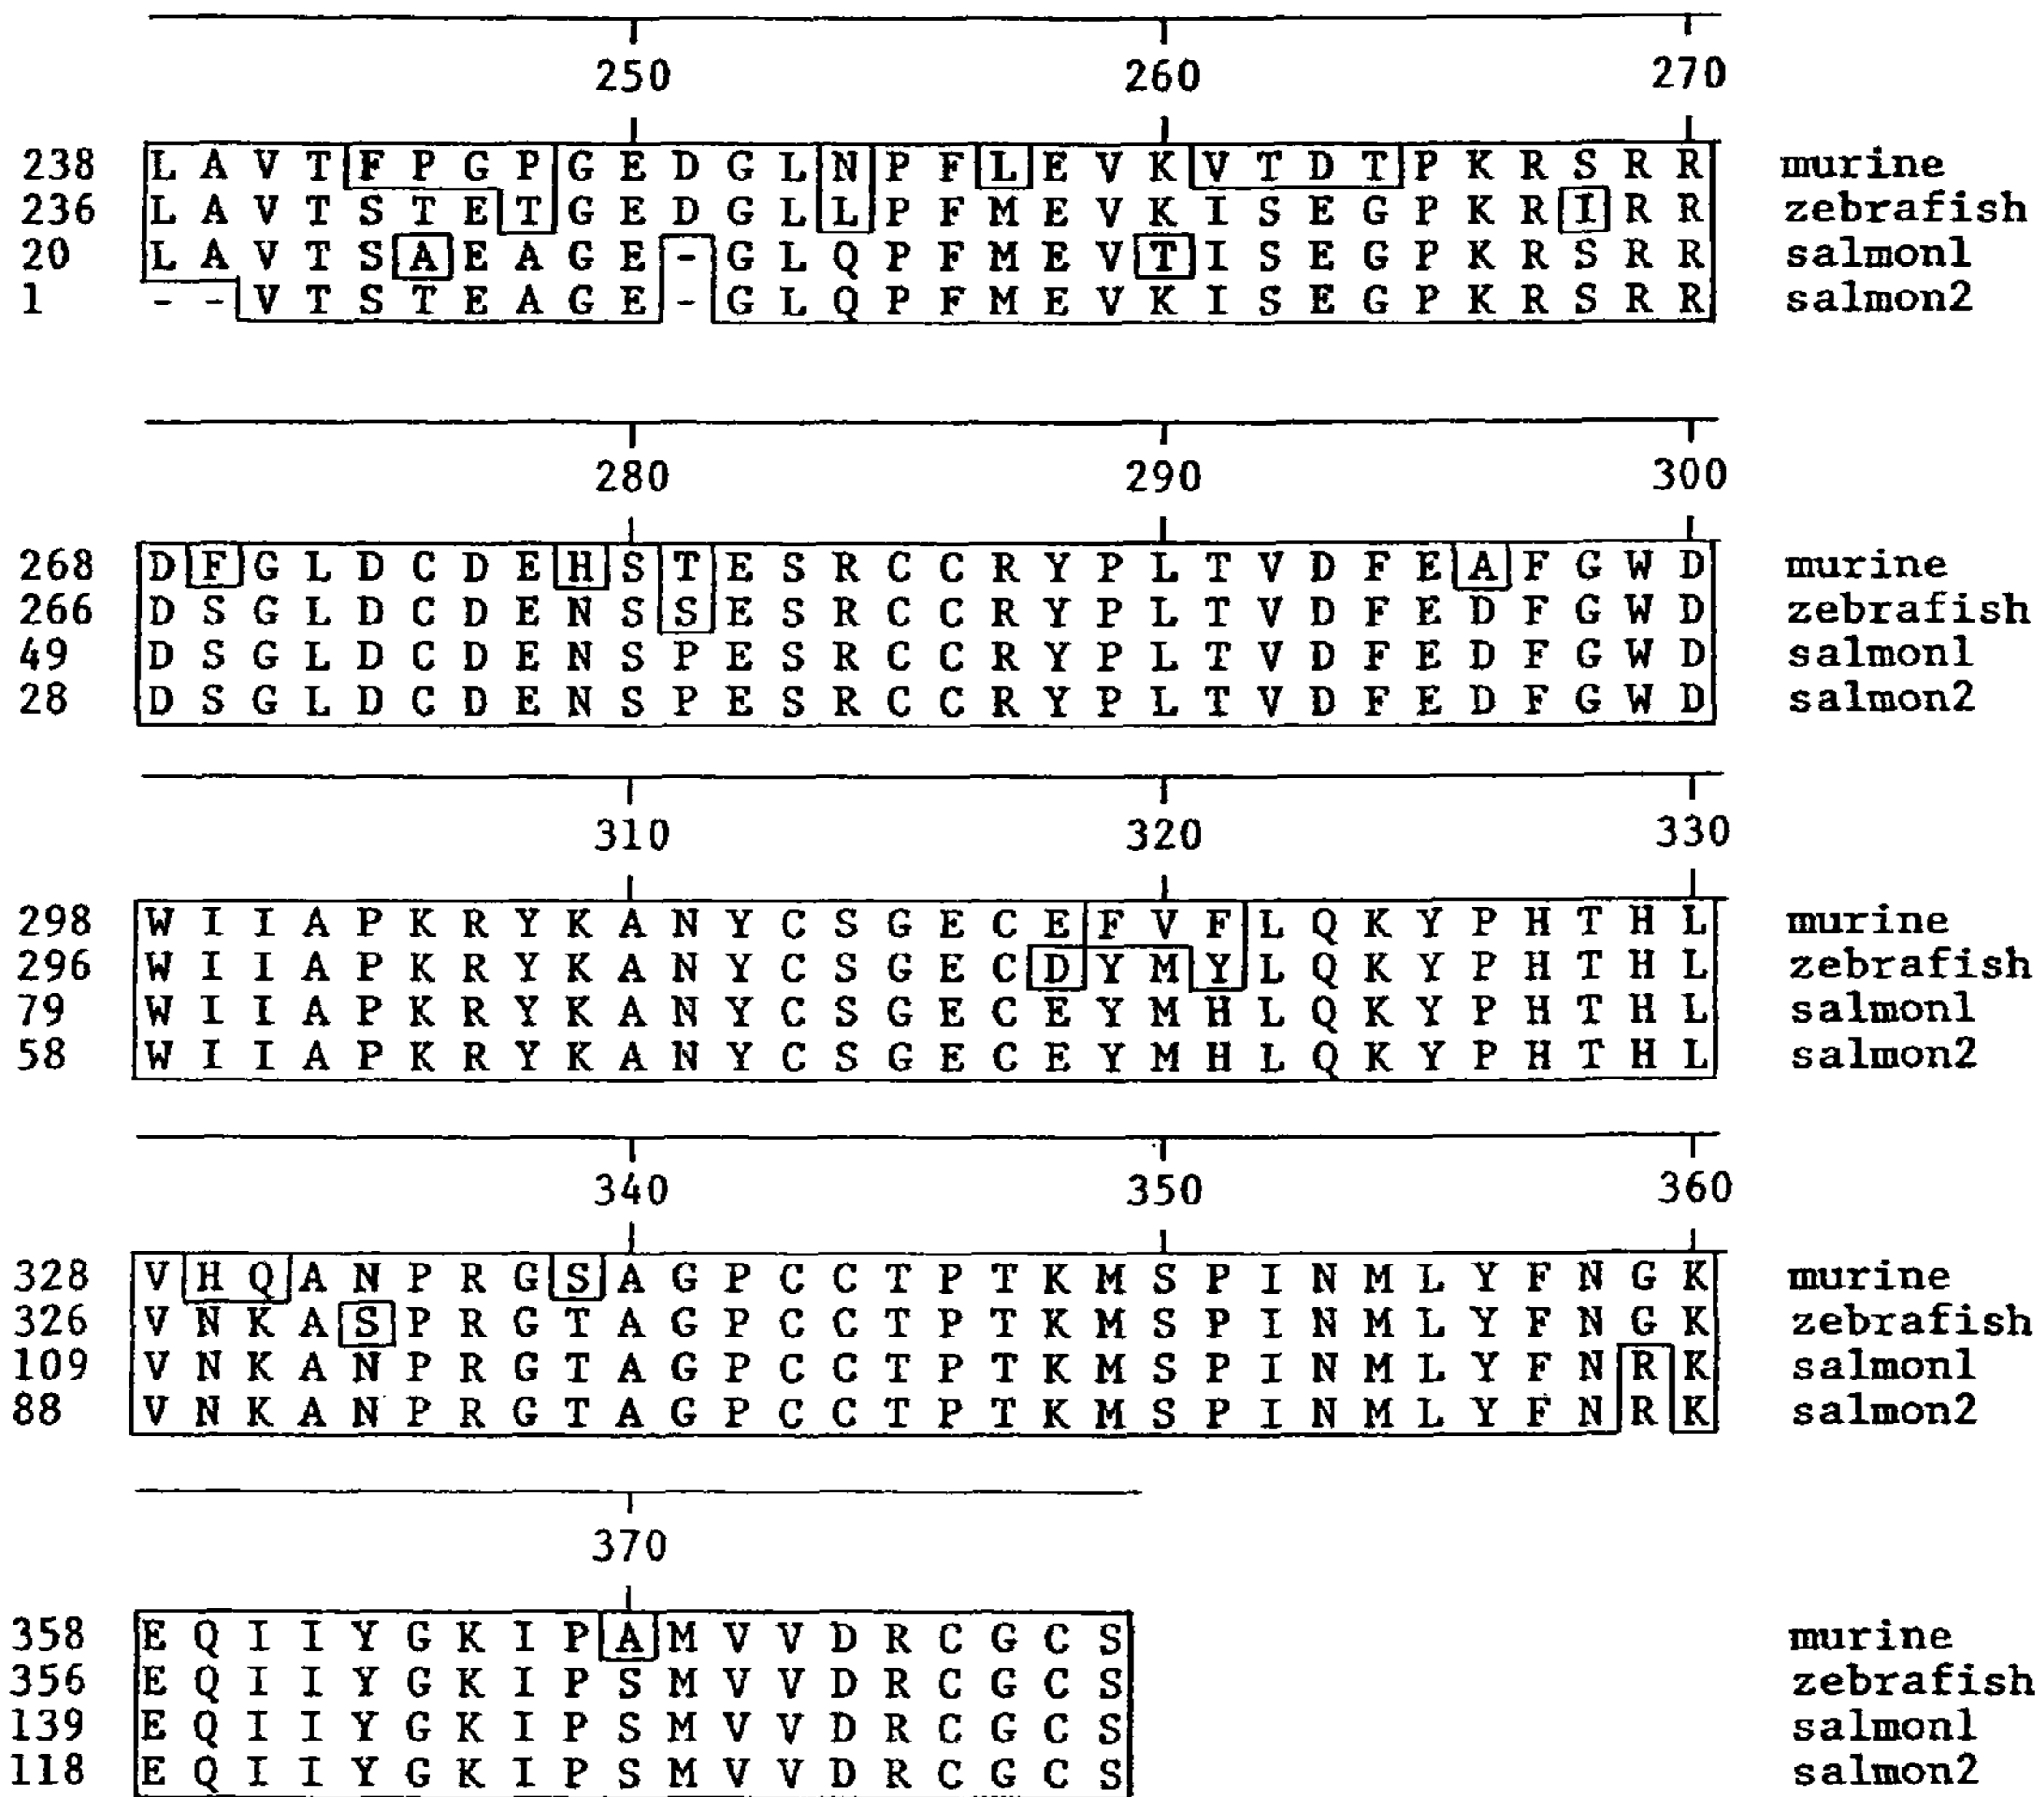 250 260 270
238 L A V T F P G P G E D G L N P F L E V K V T D T P K R S R R murine
236 L A V T S T E T G E D G L L P F M E V K I S E G P K R I R R zebrafish
20 L A V T S A E A G E - G L Q P F M E V T I S E G P K R S R R salmon1
1 - - V T S T E A G E - G L Q P F M E V K I S E G P K R S R R salmon2
280 290 300
268 D F G L D C D E H S T E S R C C R Y P L T V D F E A F G W D murine
266 D S G L D C D E N S S E S R C C R Y P L T V D F E D F G W D zebrafish
49 D S G L D C D E N S P E S R C C R Y P L T V D F E D F G W D salmon1
28 D S G L D C D E N S P E S R C C R Y P L T V D F E D F G W D salmon2
310 320 330
298 W I I A P K R Y K A N Y C S G E C E F V F L Q K Y P H T H L murine
296 W I I A P K R Y K A N Y C S G E C D Y M Y L Q K Y P H T H L zebrafish
79 W I I A P K R Y K A N Y C S G E C E Y M H L Q K Y P H T H L salmon1
58 W I I A P K R Y K A N Y C S G E C E Y M H L Q K Y P H T H L salmon2
340 350 360
328 V H Q A N P R G S A G P C C T P T K M S P I N M L Y F N G K murine
326 V N K A S P R G T A G P C C T P T K M S P I N M L Y F N G K zebrafish
109 V N K A N P R G T A G P C C T P T K M S P I N M L Y F N R K salmon1
88 V N K A N P R G T A G P C C T P T K M S P I N M L Y F N R K salmon2
370
358 E Q I I Y G K I P A M V V D R C G C S murine
356 E Q I I Y G K I P S M V V D R C G C S zebrafish
139 E Q I I Y G K I P S M V V D R C G C S salmon1
118 E Q I I Y G K I P S M V V D R C G C S salmon2